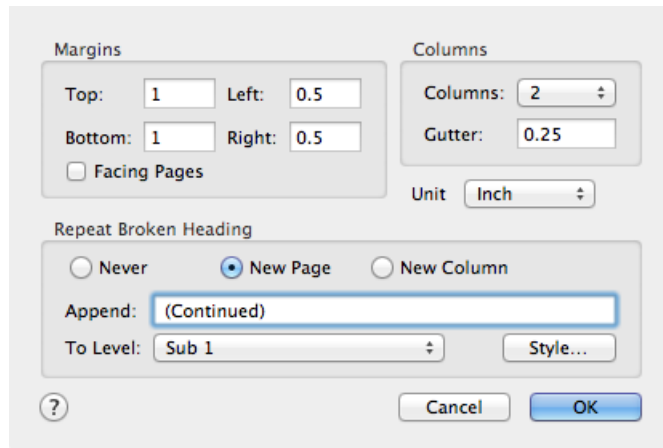 Margins
Top: 1 Left: 0.5
Bottom: 1 Right: 0.5
Facing Pages
Columns
Columns: 2
Gutter: 0.25
Unit Inch
Repeat Broken Heading
Never New Page New Column
Append: (Continued)
To Level: Sub 1 Style...
? Cancel OK